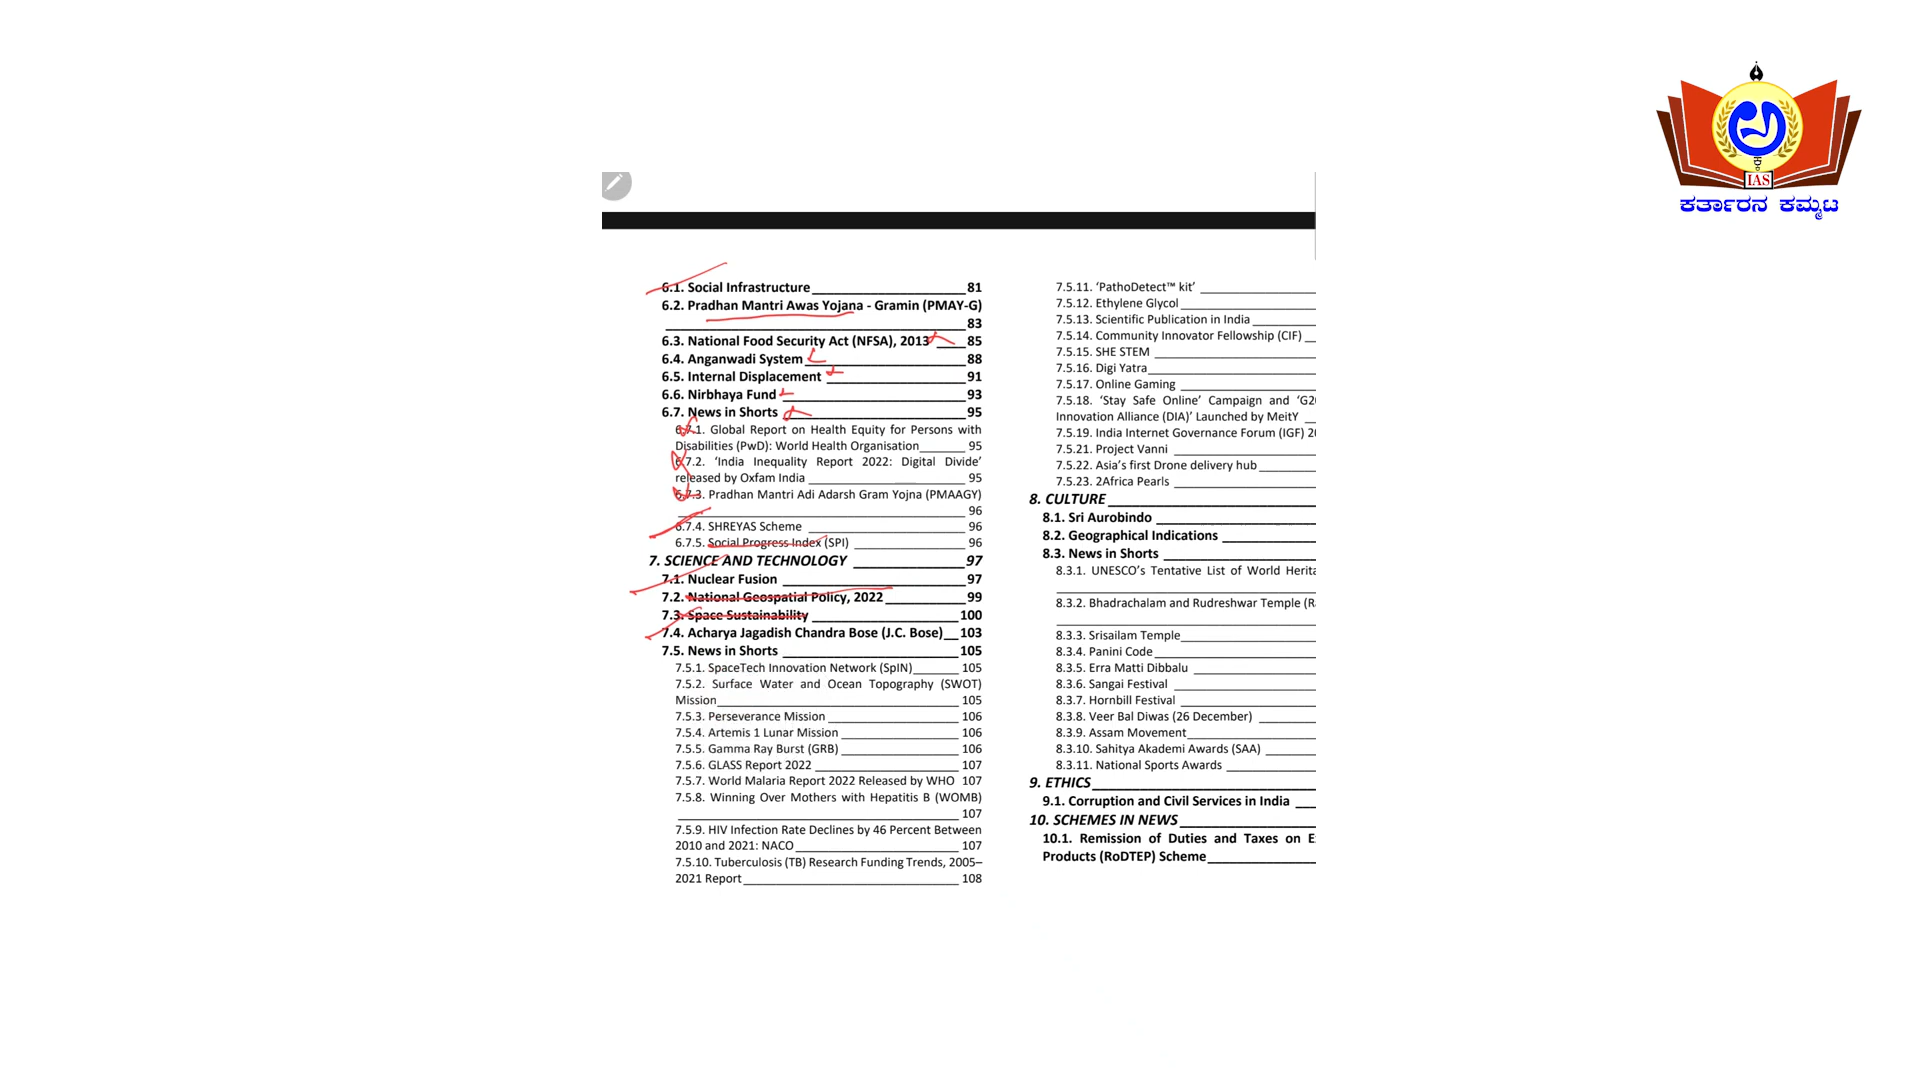 6.1. Social Infrastructure 81
6.2. Pradhan Mantri Awas Yojana - Gramin (PMAY-G)
83
6.3. National Food Security Act (NFSA), 2013 85
6.4. Anganwadi System 88
6.5. Internal Displacement 91
6.6. Nirbhaya Fund 93
6.7. News in Shorts 95
6.7.1. Global Report on Health Equity for Persons with
Disabilities (PwD): World Health Organisation 95
6.7.2. ‘India Inequality Report 2022: Digital Divide’
released by Oxfam India 95
6.7.3. Pradhan Mantri Adi Adarsh Gram Yojna (PMAAGY)
96
6.7.4. SHREYAS Scheme 96
6.7.5. Social Progress Index (SPI) 96
7. SCIENCE AND TECHNOLOGY 97
7.1. Nuclear Fusion 97
7.2. National Geospatial Policy, 2022 99
7.3. Space Sustainability 100
7.4. Acharya Jagadish Chandra Bose (J.C. Bose) 103
7.5. News in Shorts 105
7.5.1. SpaceTech Innovation Network (SpIN) 105
7.5.2. Surface Water and Ocean Topography (SWOT)
Mission 105
7.5.3. Perseverance Mission 106
7.5.4. Artemis 1 Lunar Mission 106
7.5.5. Gamma Ray Burst (GRB) 106
7.5.6. GLASS Report 2022 107
7.5.7. World Malaria Report 2022 Released by WHO 107
7.5.8. Winning Over Mothers with Hepatitis B (WOMB)
107
7.5.9. HIV Infection Rate Declines by 46 Percent Between
2010 and 2021: NACO 107
7.5.10. Tuberculosis (TB) Research Funding Trends, 2005–
2021 Report 108
7.5.11. ‘PathoDetect™ kit’
7.5.12. Ethylene Glycol
7.5.13. Scientific Publication in India
7.5.14. Community Innovator Fellowship (CIF)
7.5.15. SHE STEM
7.5.16. Digi Yatra
7.5.17. Online Gaming
7.5.18. ‘Stay Safe Online’ Campaign and ‘G2
Innovation Alliance (DIA)’ Launched by MeitY
7.5.19. India Internet Governance Forum (IGF) 2
7.5.21. Project Vanni
7.5.22. Asia’s first Drone delivery hub
7.5.23. 2Africa Pearls
8. CULTURE
8.1. Sri Aurobindo
8.2. Geographical Indications
8.3. News in Shorts
8.3.1. UNESCO’s Tentative List of World Herita
8.3.2. Bhadrachalam and Rudreshwar Temple (R
8.3.3. Srisailam Temple
8.3.4. Panini Code
8.3.5. Erra Matti Dibbalu
8.3.6. Sangai Festival
8.3.7. Hornbill Festival
8.3.8. Veer Bal Diwas (26 December)
8.3.9. Assam Movement
8.3.10. Sahitya Akademi Awards (SAA)
8.3.11. National Sports Awards
9. ETHICS
9.1. Corruption and Civil Services in India
10. SCHEMES IN NEWS
10.1. Remission of Duties and Taxes on E
Products (RoDTEP) Scheme
IAS
ಕರ್ತಾರನ ಕಮ್ಮಟ